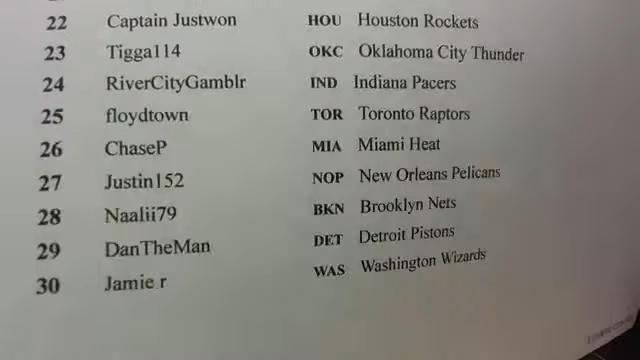 22 Captain Justwon HOU Houston Rockets
23 Tigga114 OKC Oklahoma City Thunder
24 RiverCityGamblr IND Indiana Pacers
25 floydtown TOR Toronto Raptors
26 ChaseP MIA Miami Heat
27 Justin152 NOP New Orleans Pelicans
28 Naalii79 BKN Brooklyn Nets
29 DanTheMan DET Detroit Pistons
30 Jamie r WAS Washington Wizards